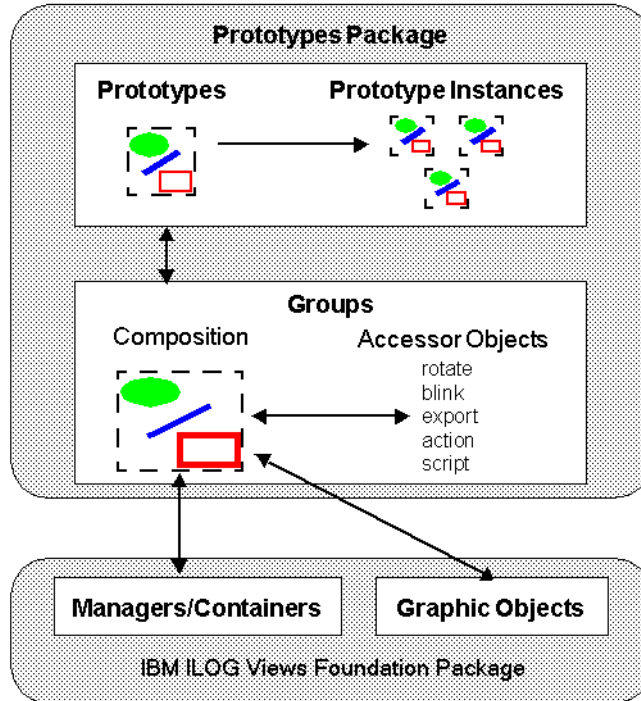 Prototypes Package
Prototypes
Prototype Instances
Groups
Composition
Accessor Objects
rotate
blink
export
action
script
Managers/Containers
Graphic Objects
IBM ILOG Views Foundation Package